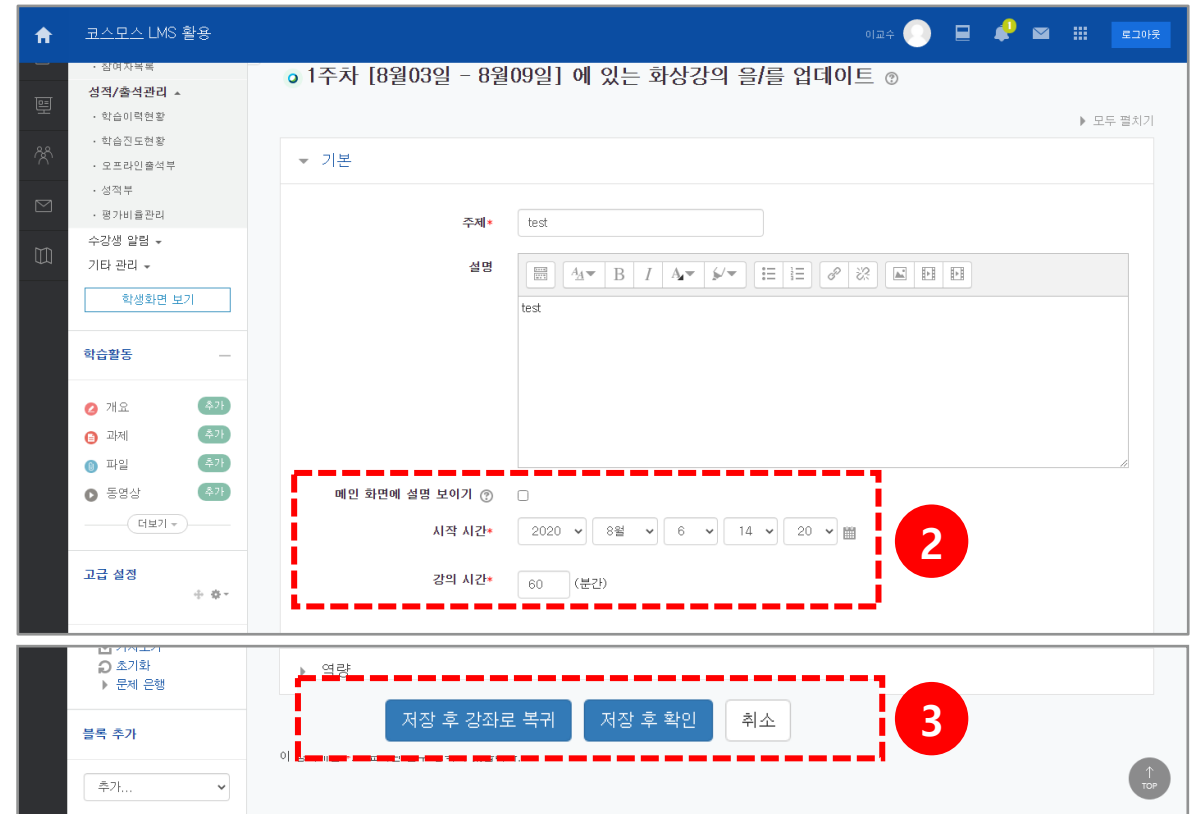 코스모스 LMS 활용
이교수
1
로그아웃
· 참여자목록
성적/출석관리
· 학습이력현황
· 학습진도현황
· 오프라인출석부
· 성적부
· 평가비율관리
수강생 알림
기타 관리
학생화면 보기
학습활동
개요 추가
과제 추가
파일 추가
동영상 추가
더보기
고급 설정
1주차 [8월03일 - 8월09일] 에 있는 화상강의 을/를 업데이트
모두 펼치기
기본
주제* test
설명
test
메인 화면에 설명 보이기
시작 시간* 2020 8월 6 14 20
강의 시간* 60 (분간)
2
초기화
문제 은행
블록 추가
추가...
역량
저장 후 강좌로 복귀 저장 후 확인 취소
3
이
TOP